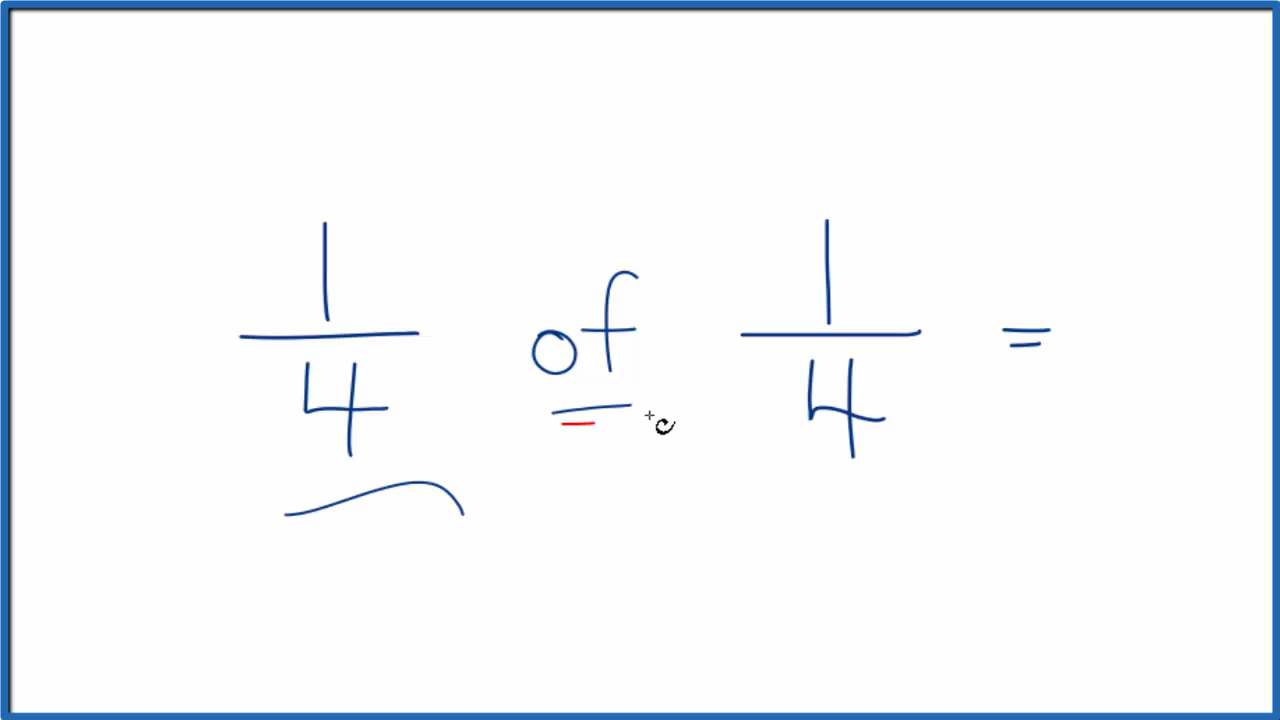 1/4 of 1/4 =